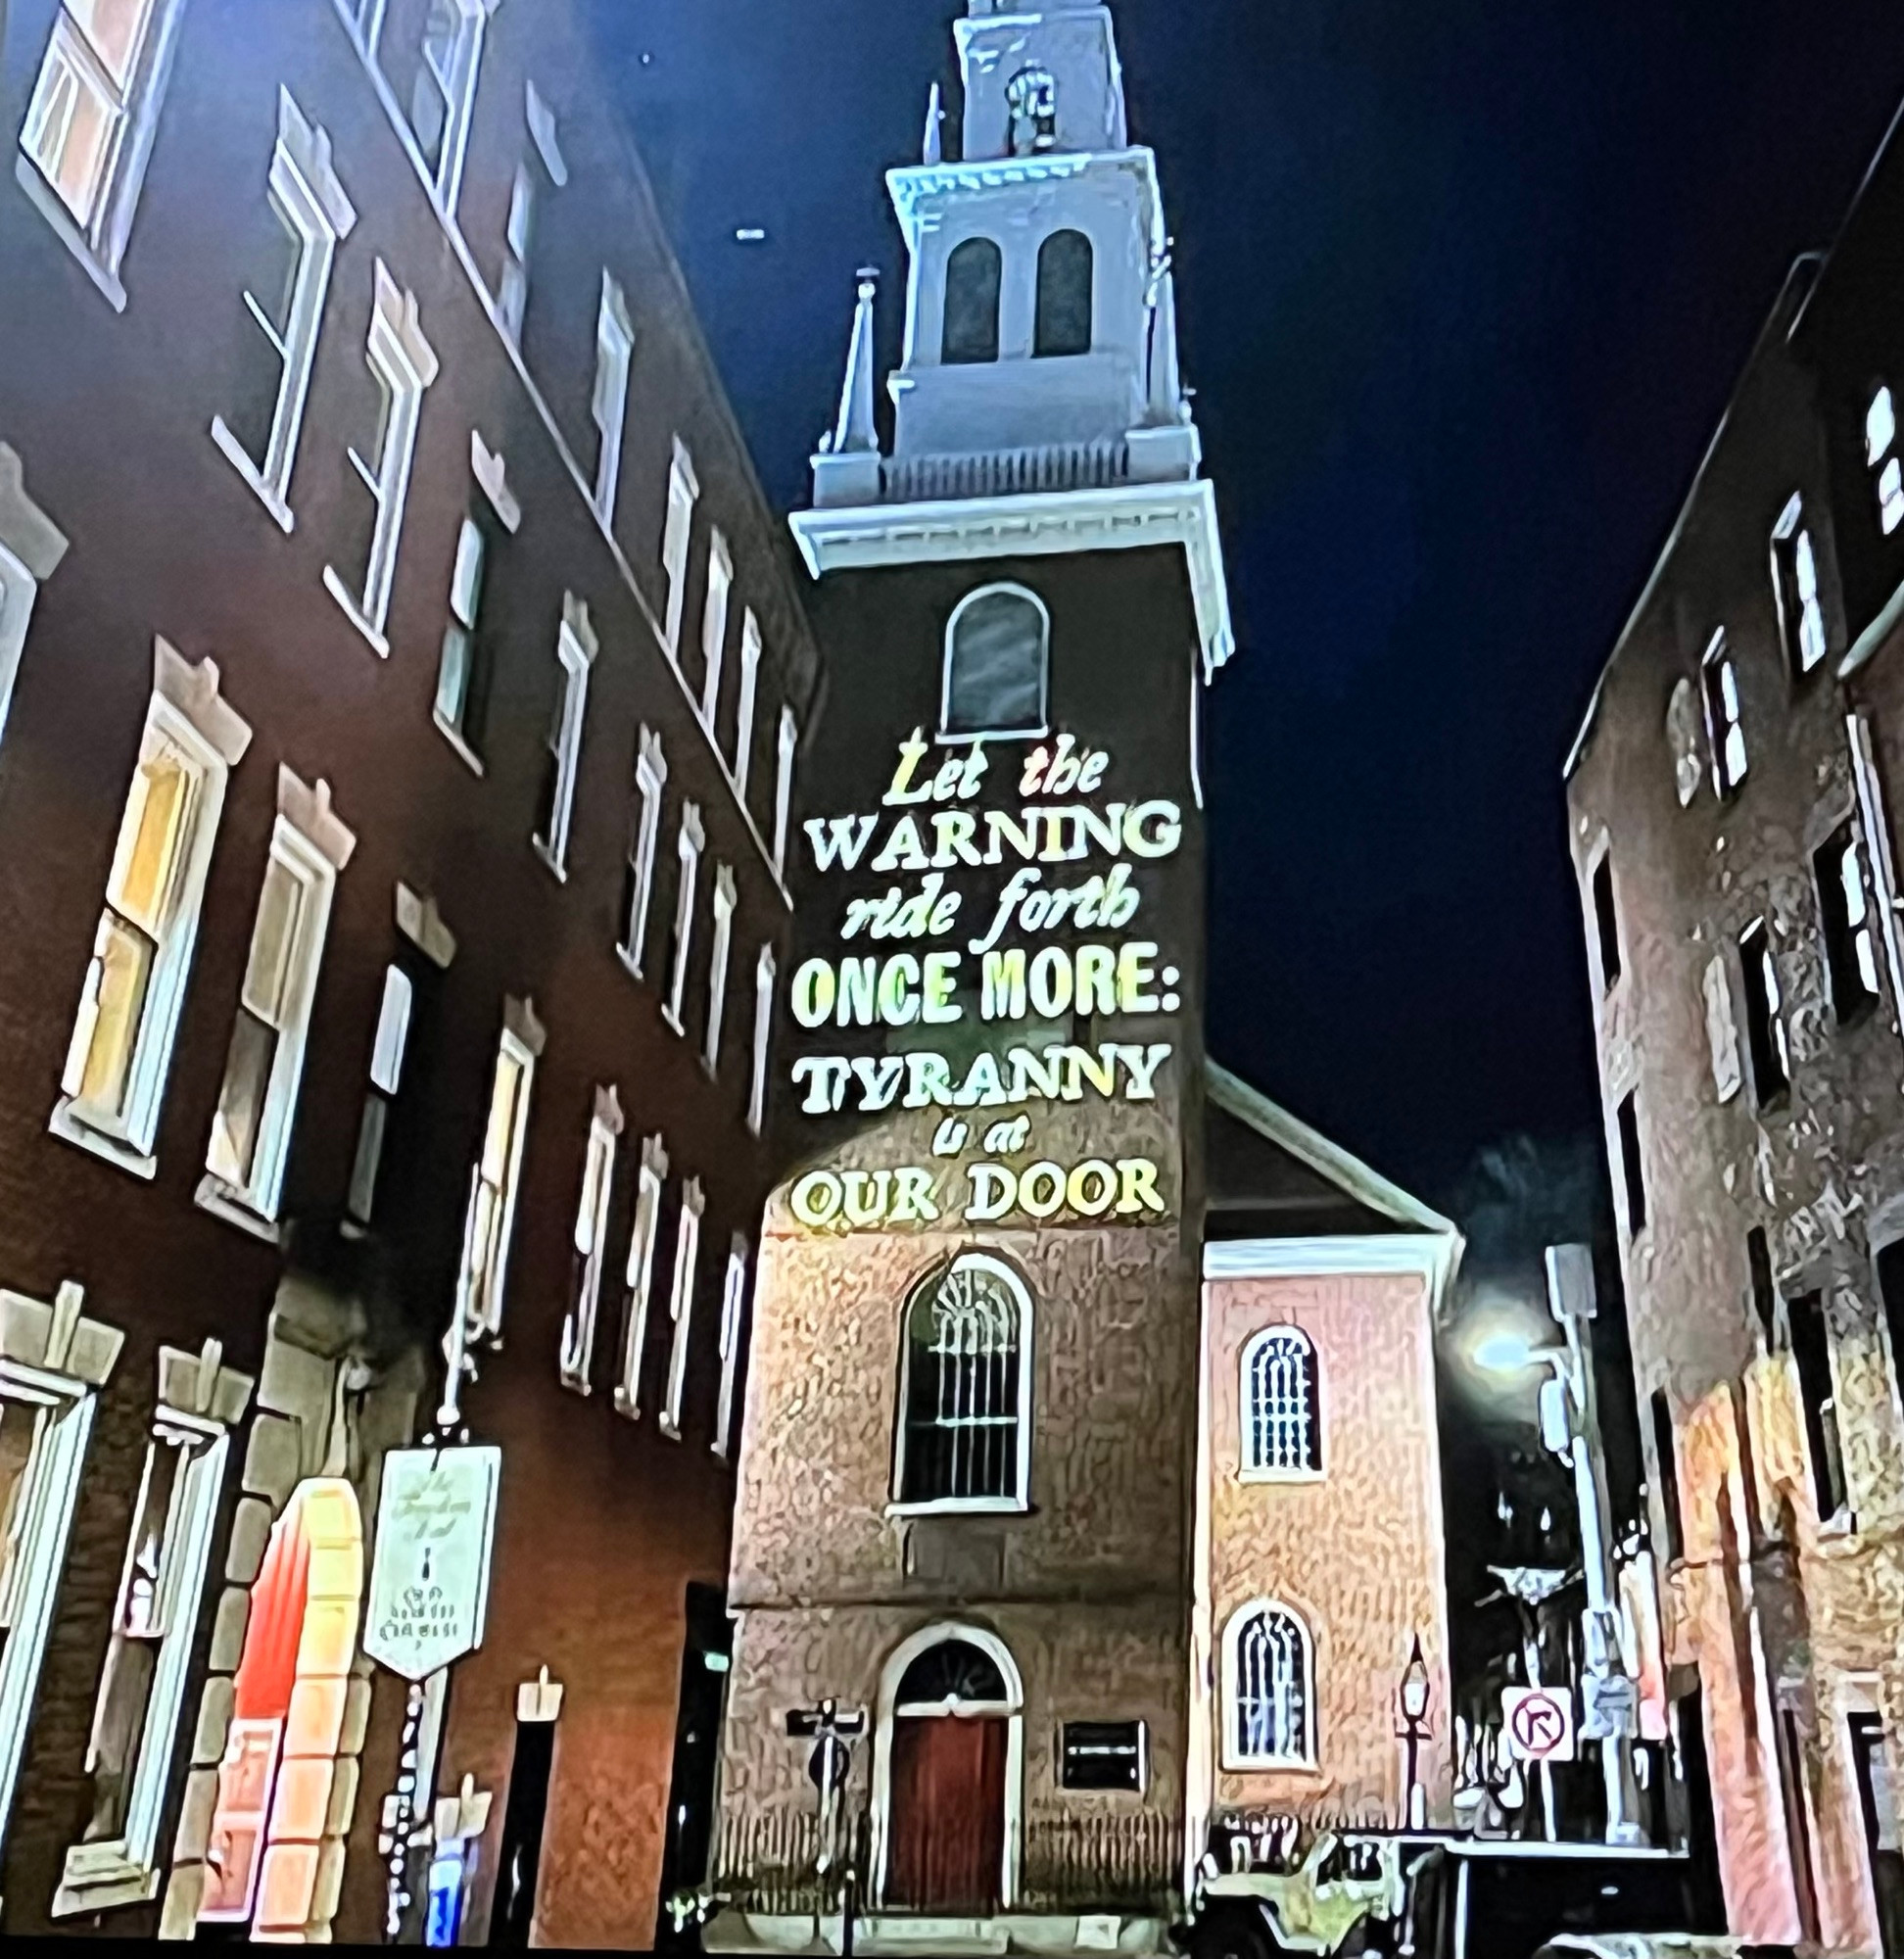 Let the
WARNING
ride forth
ONCE MORE:
TYRANNY
is at
OUR DOOR